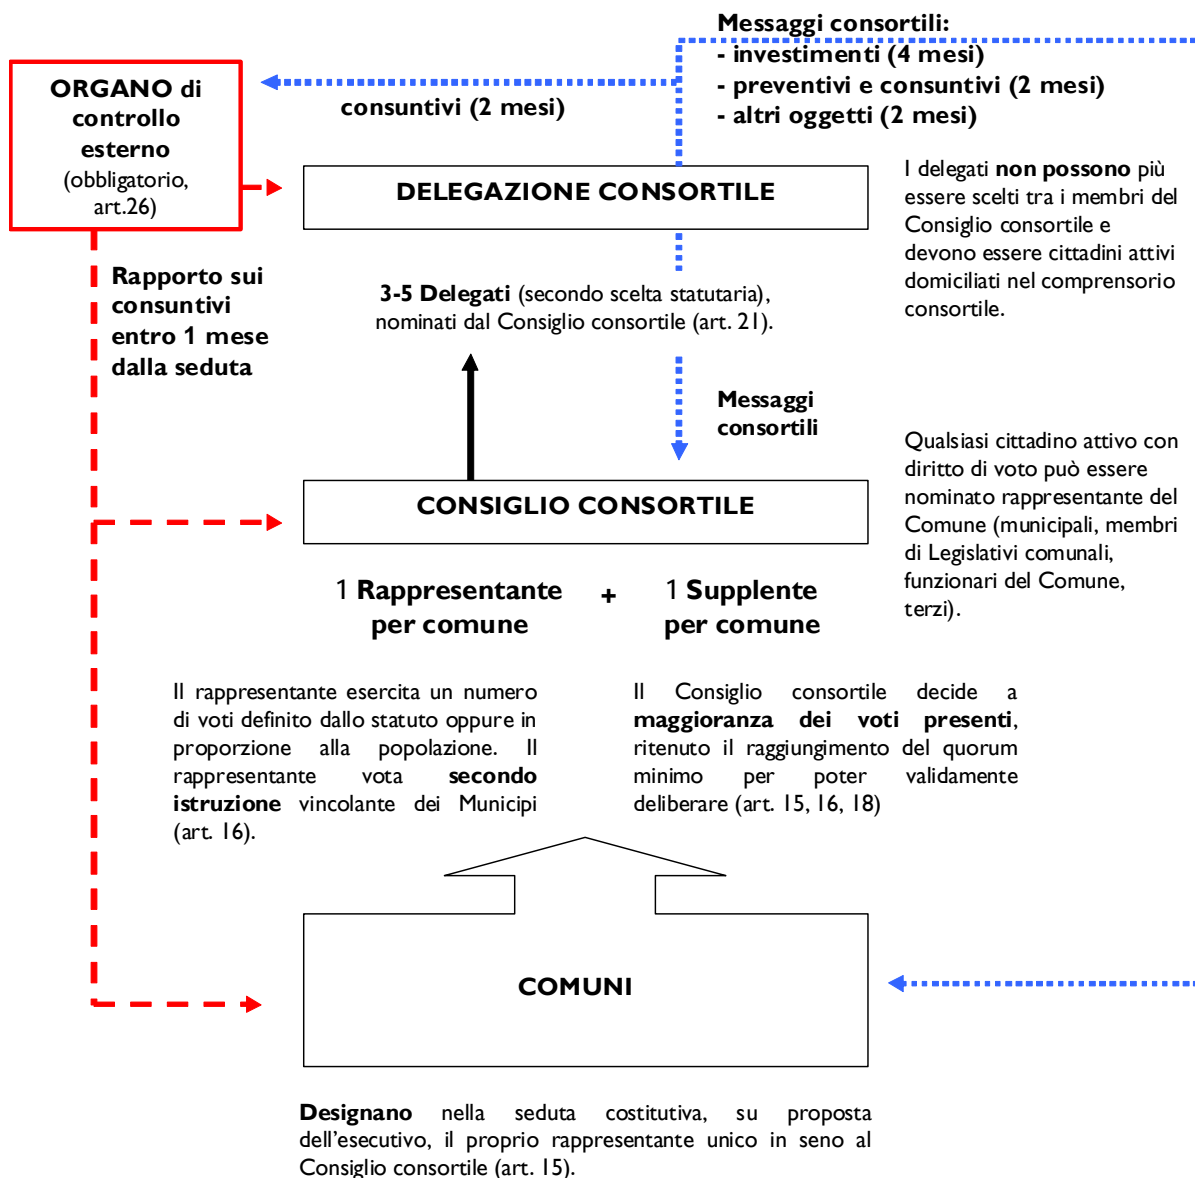 Messaggi consortili:
- investimenti (4 mesi)
- preventivi e consuntivi (2 mesi)
- altri oggetti (2 mesi)
ORGANO di
controllo
esterno
(obbligatorio,
art.26)
consuntivi (2 mesi)
DELEGAZIONE CONSORTILE
I delegati non possono più
essere scelti tra i membri del
Consiglio consortile e
devono essere cittadini attivi
domiciliati nel comprensorio
consortile.
Rapporto sui
consuntivi
entro 1 mese
dalla seduta
3-5 Delegati (secondo scelta statutaria),
nominati dal Consiglio consortile (art. 21).
Messaggi
consortili
Qualsiasi cittadino attivo con
diritto di voto può essere
nominato rappresentante del
Comune (municipali, membri
di Legislativi comunali,
funzionari del Comune,
terzi).
CONSIGLIO CONSORTILE
1 Rappresentante
per comune
+
1 Supplente
per comune
Il rappresentante esercita un numero
di voti definito dallo statuto oppure in
proporzione alla popolazione. Il
rappresentante vota secondo
istruzione vincolante dei Municipi
(art. 16).
Il Consiglio consortile decide a
maggioranza dei voti presenti,
ritenuto il raggiungimento del quorum
minimo per poter validamente
deliberare (art. 15, 16, 18)
COMUNI
Designano nella seduta costitutiva, su proposta
dell'esecutivo, il proprio rappresentante unico in seno al
Consiglio consortile (art. 15).